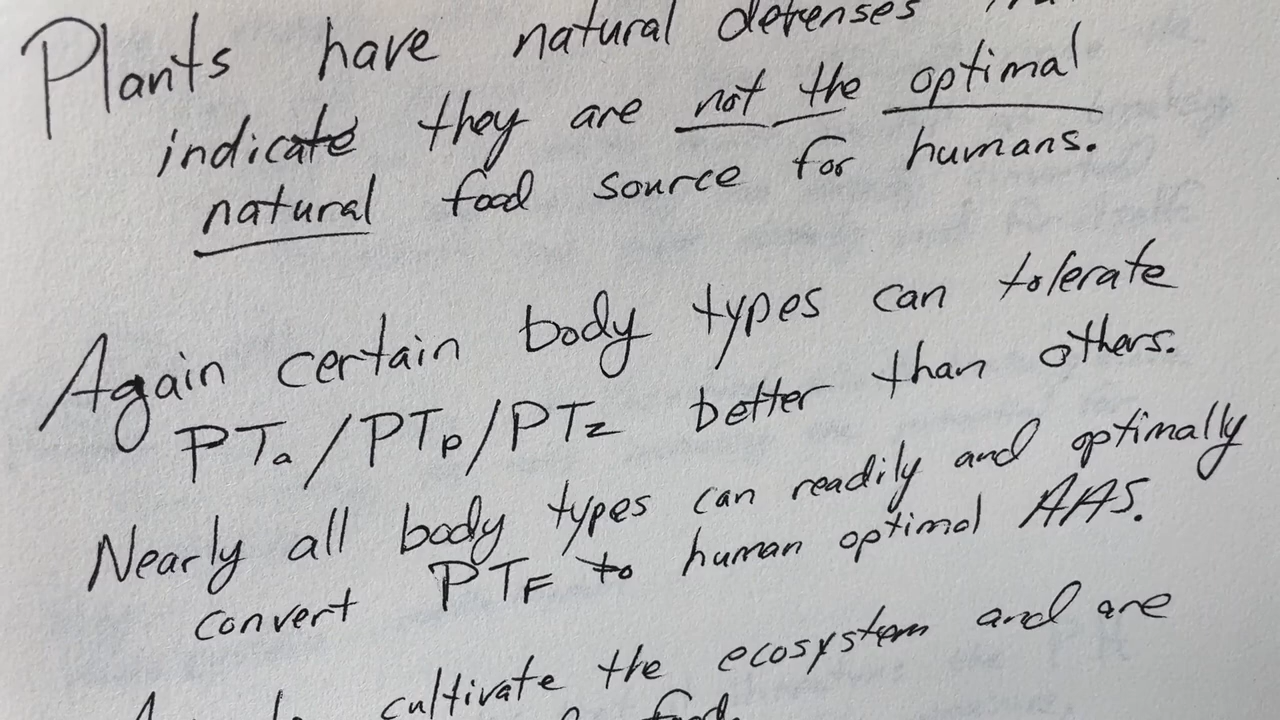 Plants have natural defenses
indicate they are not the optimal
natural food source for humans.
Again certain body types can tolerate
PTa/PTp/PTz better than others.
Nearly all body types can readily and optimally
convert PTF to human optimal AAS.
cultivate the ecosystem and are
food.